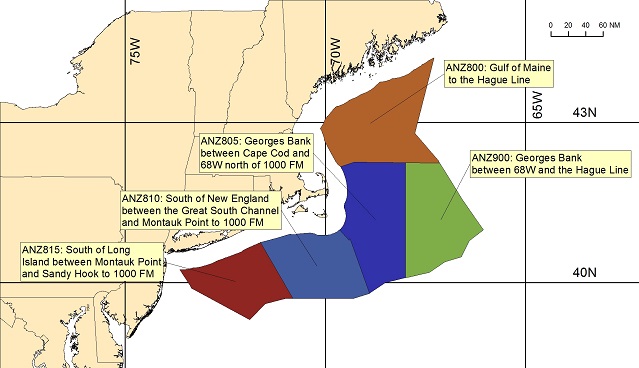 75W
70W
0 20 40 60 NM
ANZ800: Gulf of Maine
to the Hague Line
65W
43N
ANZ805: Georges Bank
between Cape Cod and
68W north of 1000 FM
ANZ900: Georges Bank
between 68W and the Hague Line
ANZ810: South of New England
between the Great South Channel
and Montauk Point to 1000 FM
ANZ815: South of Long
Island between Montauk Point
and Sandy Hook to 1000 FM
40N